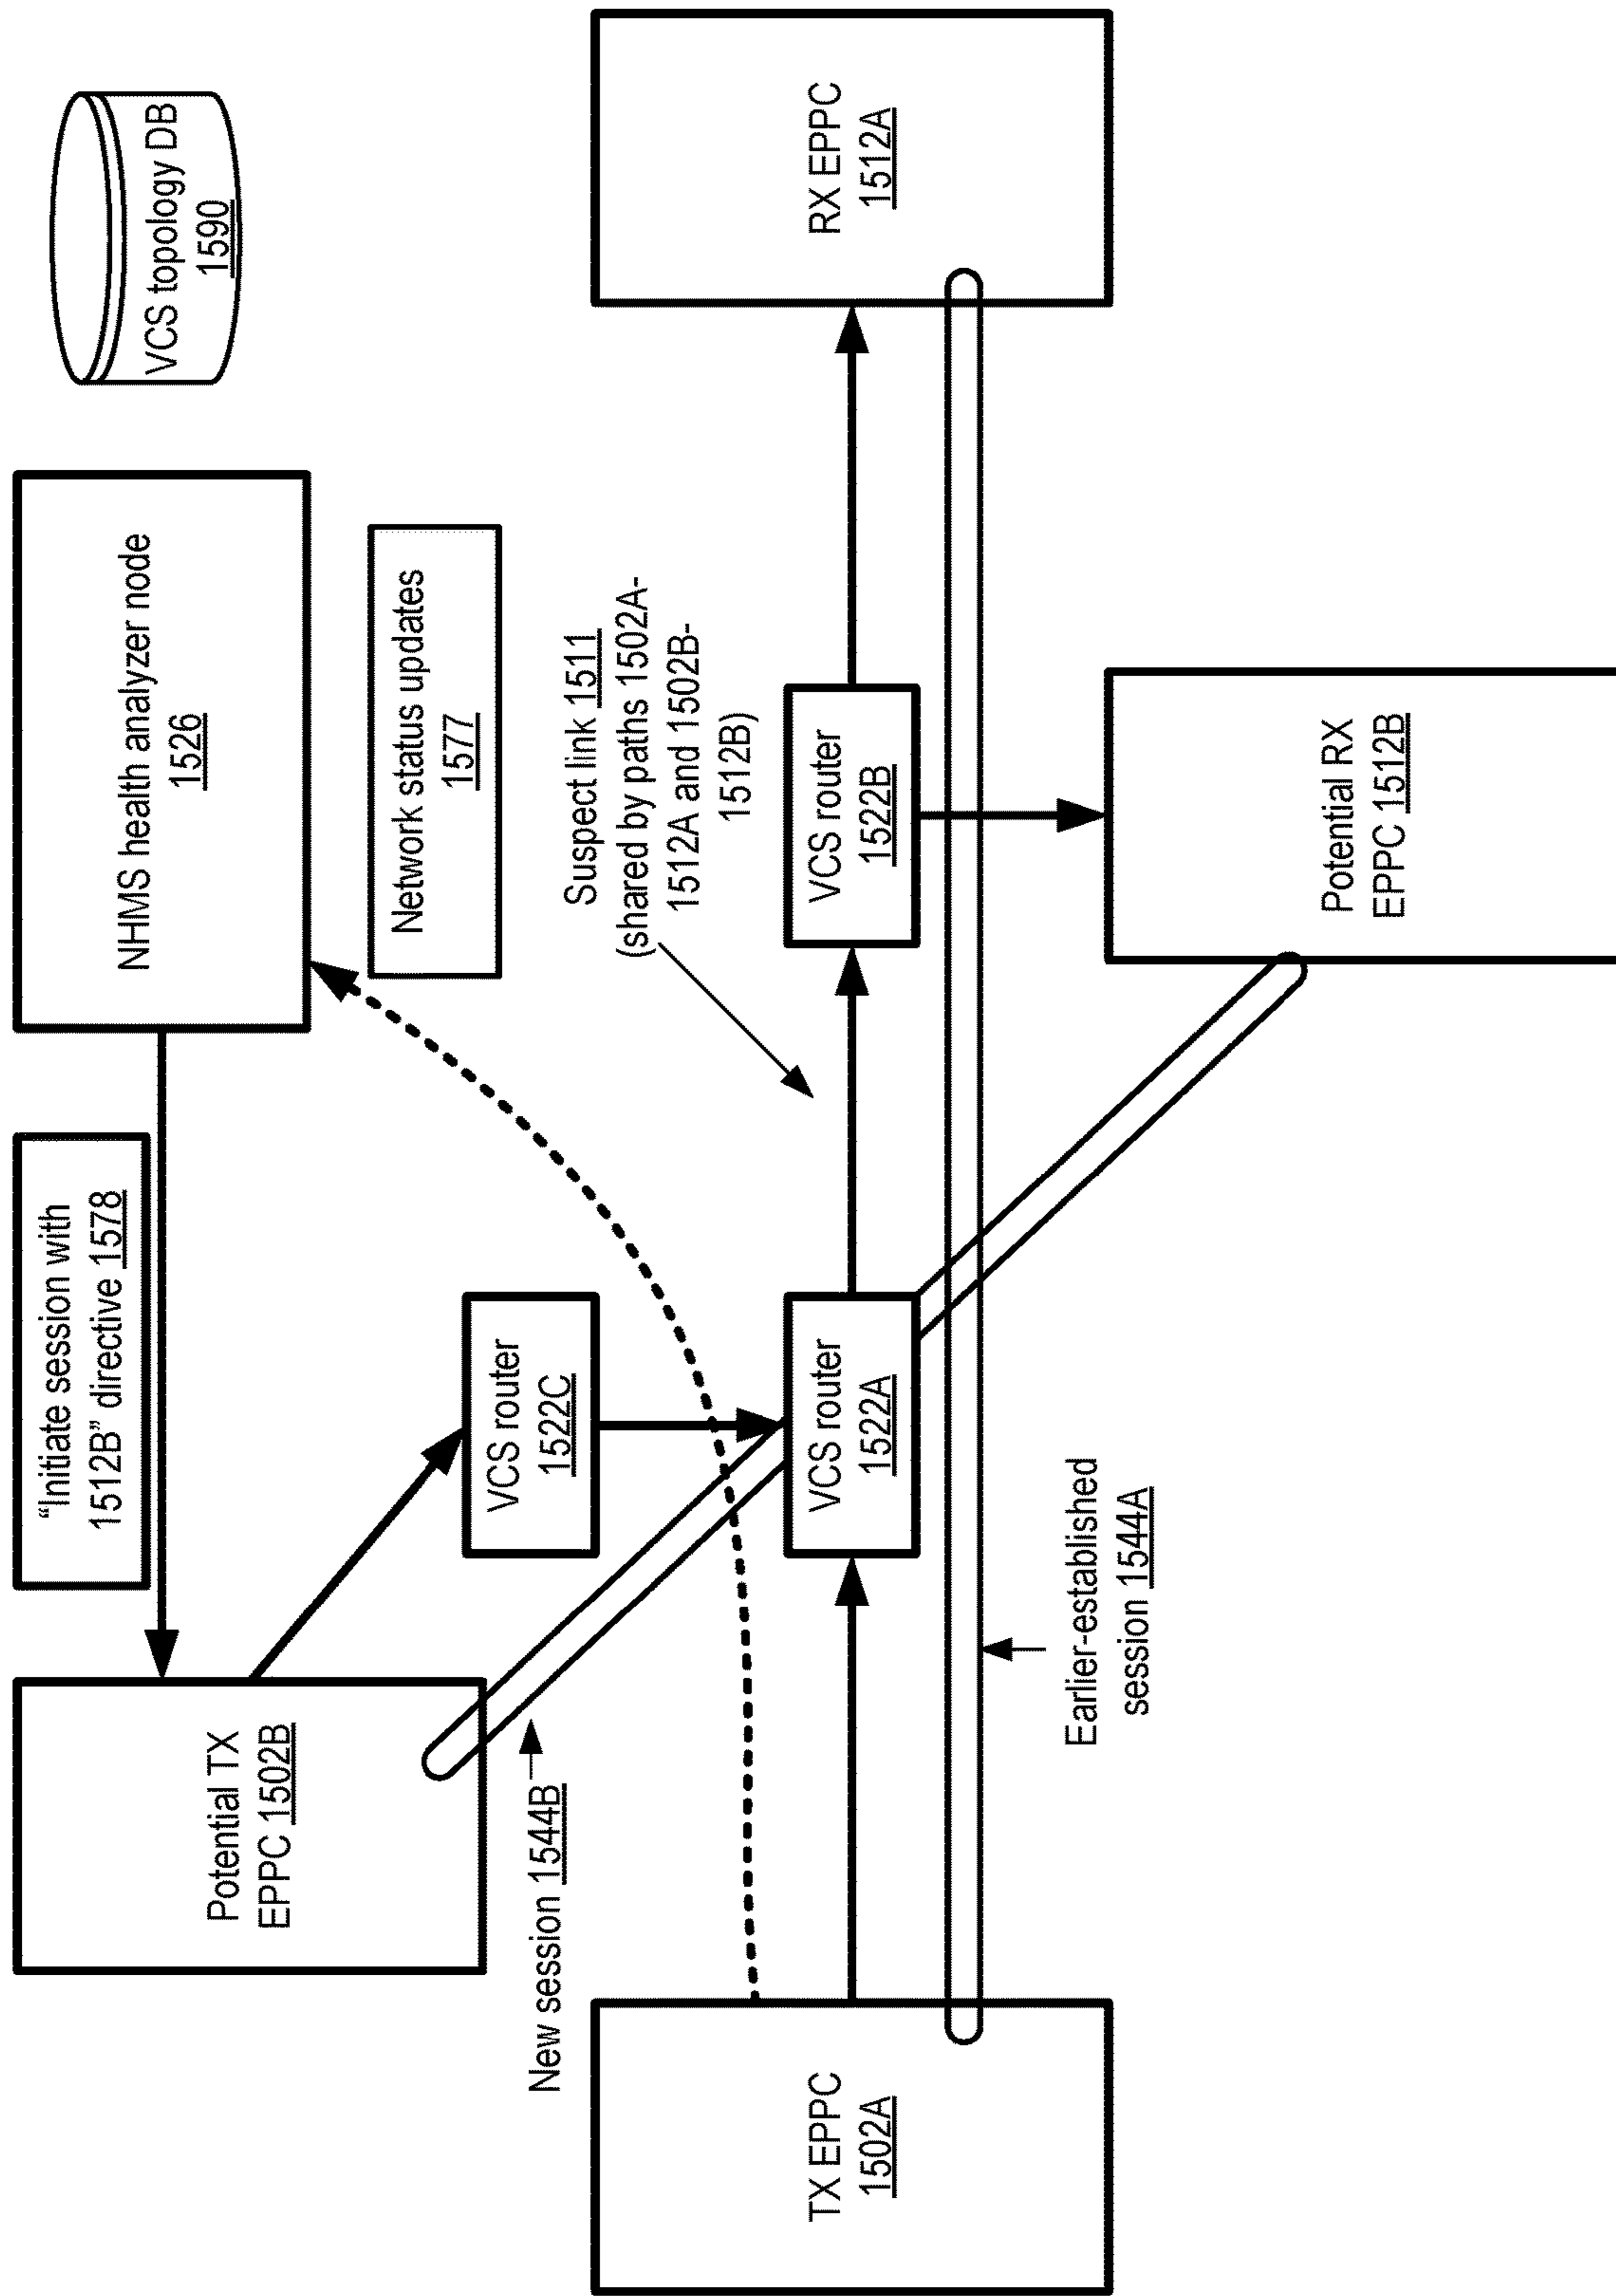 "Initiate session with
1512B" directive 1578
NHMS health analyzer node
1526
VCS topology DB
1590
Potential TX
EPPC 1502B
Network status updates
1577
VCS router
1522C
New session 1544B
Suspect link 1511
(shared by paths 1502A-
1512A and 1502B-
1512B)
TX EPPC
1502A
VCS router
1522A
VCS router
1522B
RX EPPC
1512A
Earlier-established
session 1544A
Potential RX
EPPC 1512B